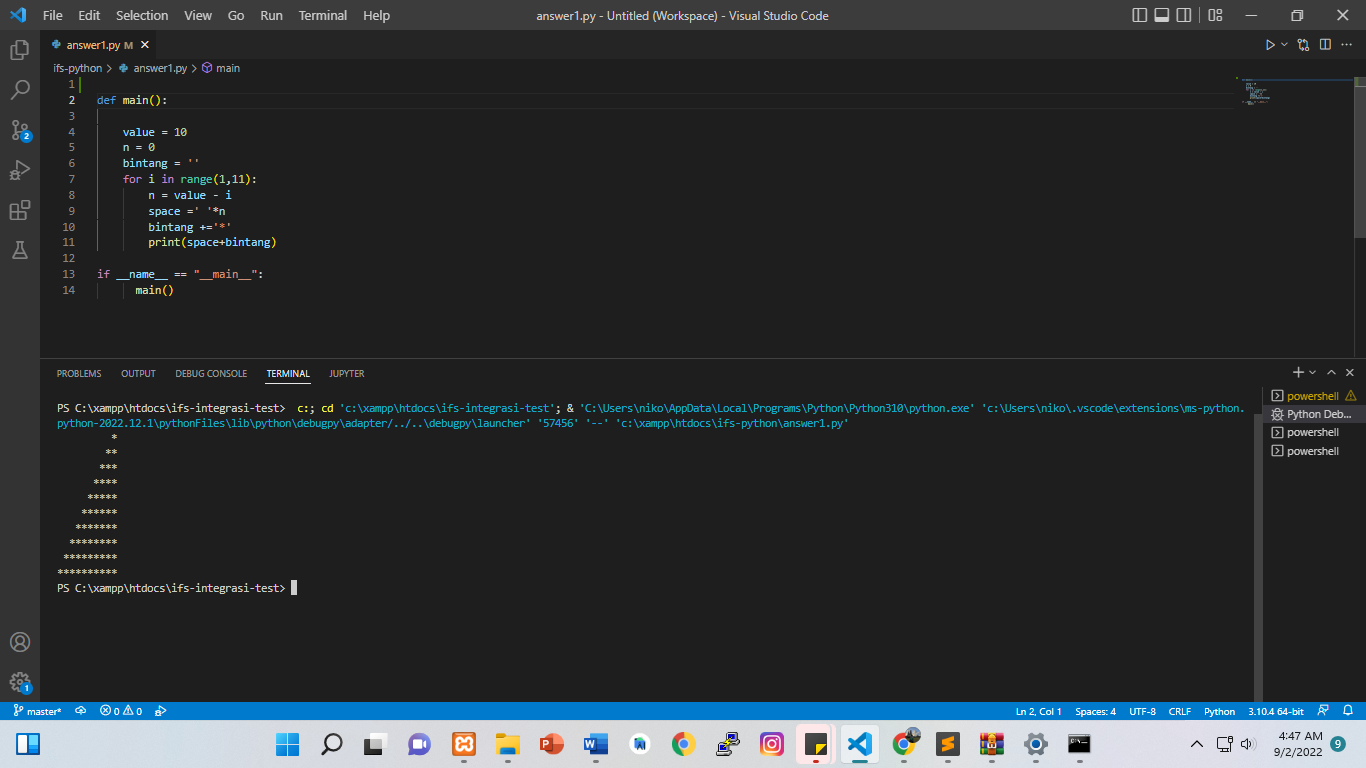 File Edit Selection View Go Run Terminal Help answer1.py - Untitled (Workspace) - Visual Studio Code
answer1.py M
ifs-python > answer1.py > main
1
2 def main():
3
4     value = 10
5     n = 0
6     bintang = ''
7     for i in range(1,11):
8         n = value - i
9         space =' '*n
10         bintang +='*'
11         print(space+bintang)
12
13 if __name__ == "__main__":
14       main()
2
PROBLEMS OUTPUT DEBUG CONSOLE TERMINAL JUPYTER
PS C:\xampp\htdocs\ifs-integrasi-test>  c:; cd 'c:\xampp\htdocs\ifs-integrasi-test'; & 'C:\Users\niko\AppData\Local\Programs\Python\Python310\python.exe' 'c:\Users\niko\.vscode\extensions\ms-python.
python-2022.12.1\pythonFiles\lib\python\debugpy\adapter/../..\debugpy\launcher' '57456' '--' 'c:\xampp\htdocs\ifs-python\answer1.py'
         *
        **
       ***
      ****
     *****
    ******
   *******
  ********
 *********
**********
PS C:\xampp\htdocs\ifs-integrasi-test>
powershell
Python Deb...
powershell
powershell
1
master* 0 0 Ln 2, Col 1 Spaces: 4 UTF-8 CRLF Python 3.10.4 64-bit
4:47 AM
9/2/2022 9